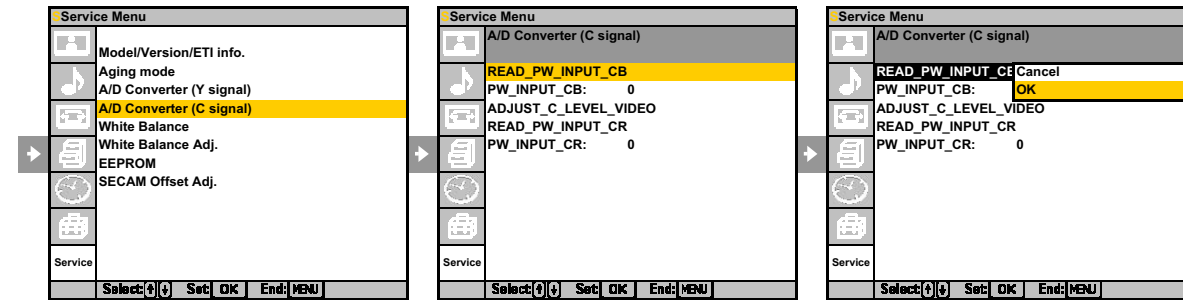 Service Menu
Model/Version/ETI info.
Aging mode
A/D Converter (Y signal)
A/D Converter (C signal)
White Balance
White Balance Adj.
EEPROM
SECAM Offset Adj.
Service
Select: Set: OK End: MENU
Service Menu
A/D Converter (C signal)
READ_PW_INPUT_CB
PW_INPUT_CB: 0
ADJUST_C_LEVEL_VIDEO
READ_PW_INPUT_CR
PW_INPUT_CR: 0
Service
Select: Set: OK End: MENU
Service Menu
A/D Converter (C signal)
READ_PW_INPUT_CB Cancel
PW_INPUT_CB: OK
ADJUST_C_LEVEL_VIDEO
READ_PW_INPUT_CR
PW_INPUT_CR: 0
Service
Select: Set: OK End: MENU